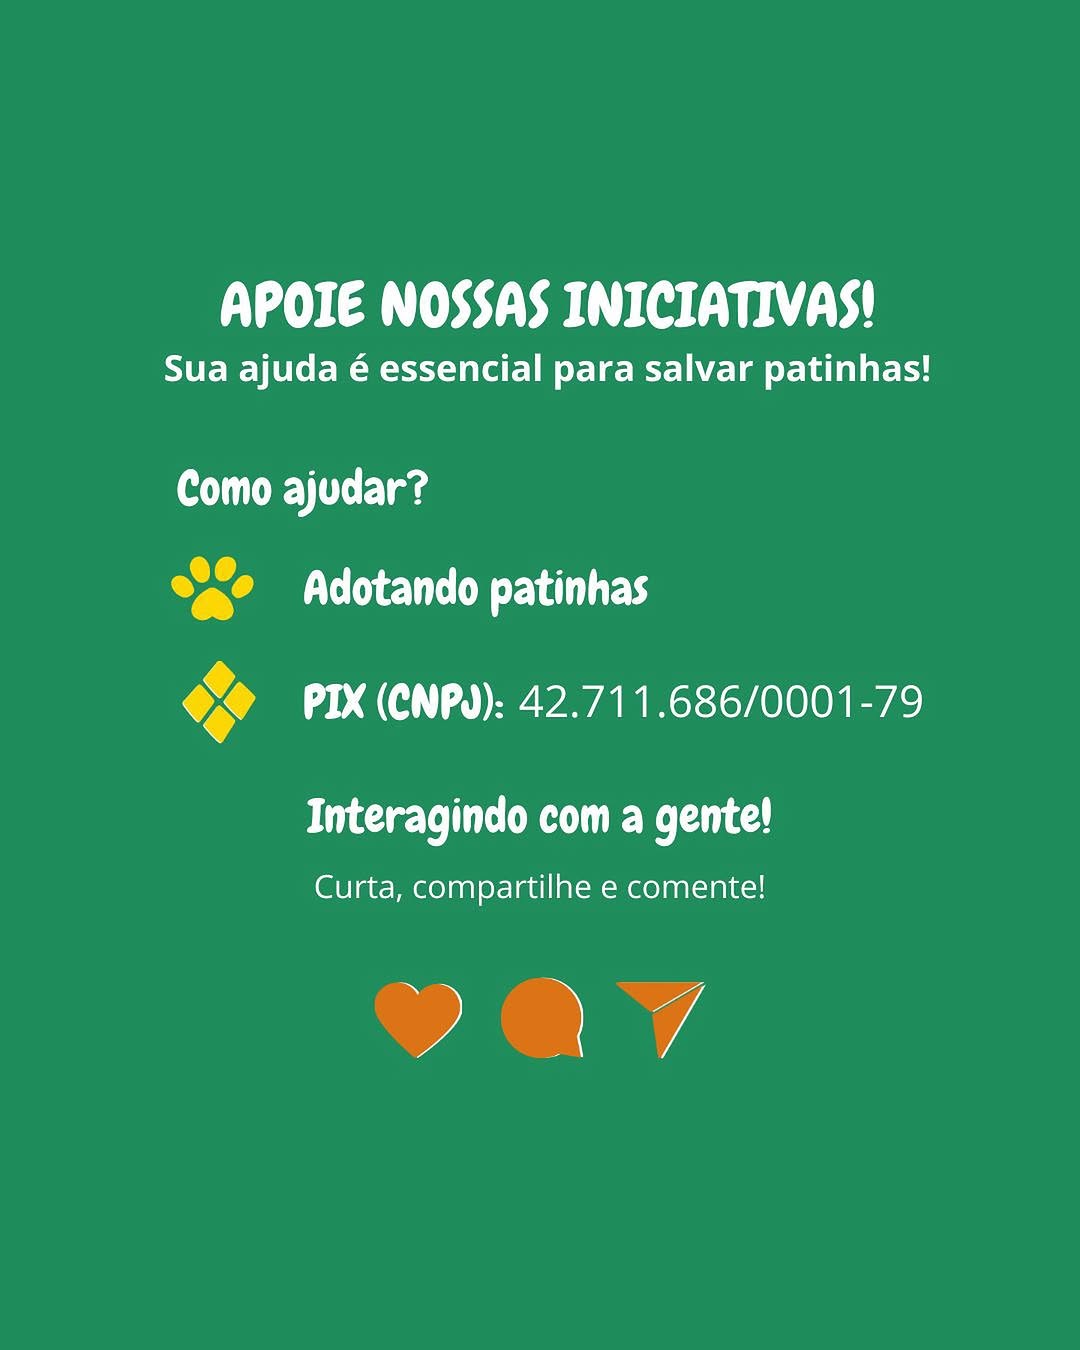 APOIE NOSSAS INICIATIVAS!
Sua ajuda é essencial para salvar patinhas!
Como ajudar?
Adotando patinhas
PIX (CNPJ): 42.711.686/0001-79
Interagindo com a gente!
Curta, compartilhe e comente!